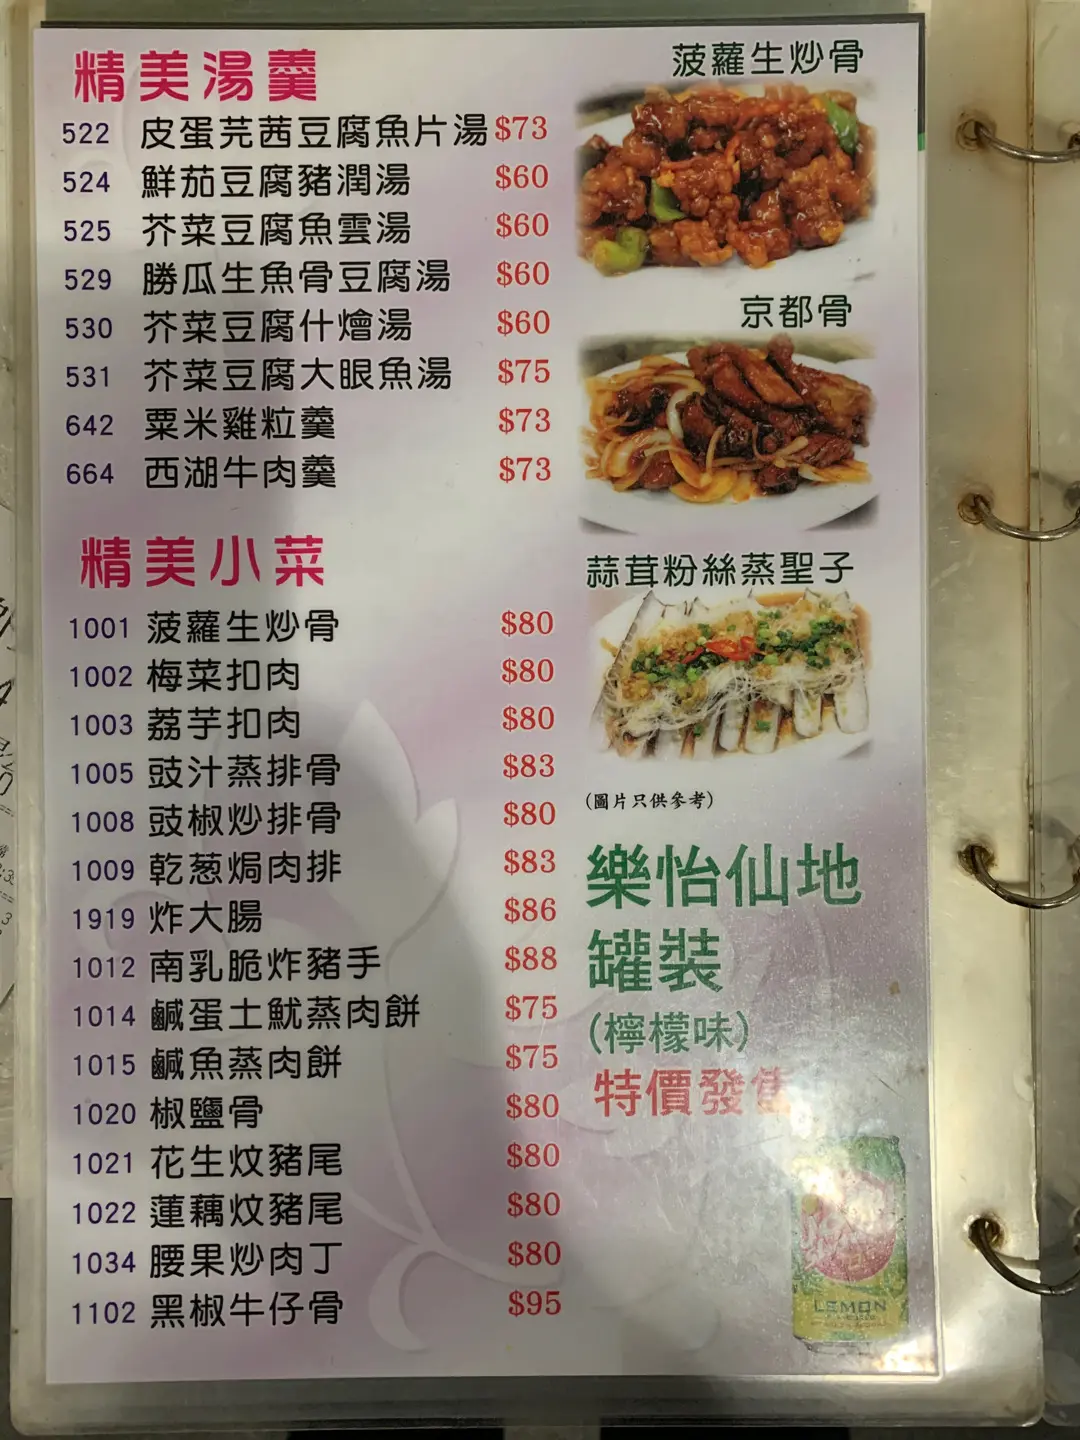 精美湯羹
522 皮蛋芫茜豆腐魚片湯 $73
524 鮮茄豆腐豬潤湯 $60
525 芥菜豆腐魚雲湯 $60
529 勝瓜生魚骨豆腐湯 $60
530 芥菜豆腐什燴湯 $60
531 芥菜豆腐大眼魚湯 $75
642 粟米雞粒羹 $73
664 西湖牛肉羹 $73
精美小菜
1001 菠蘿生炒骨 $80
1002 梅菜扣肉 $80
1003 荔芋扣肉 $80
1005 豉汁蒸排骨 $83
1008 豉椒炒排骨 $80
1009 乾葱焗肉排 $83
1919 炸大腸 $86
1012 南乳脆炸豬手 $88
1014 鹹蛋土魷蒸肉餅 $75
1015 鹹魚蒸肉餅 $75
1020 椒鹽骨 $80
1021 花生炆豬尾 $80
1022 蓮藕炆豬尾 $80
1034 腰果炒肉丁 $80
1102 黑椒牛仔骨 $95
菠蘿生炒骨
京都骨
蒜茸粉絲蒸聖子
(圖片只供參考)
樂怡仙地
罐裝
(檸檬味)
特價發售
LEMON